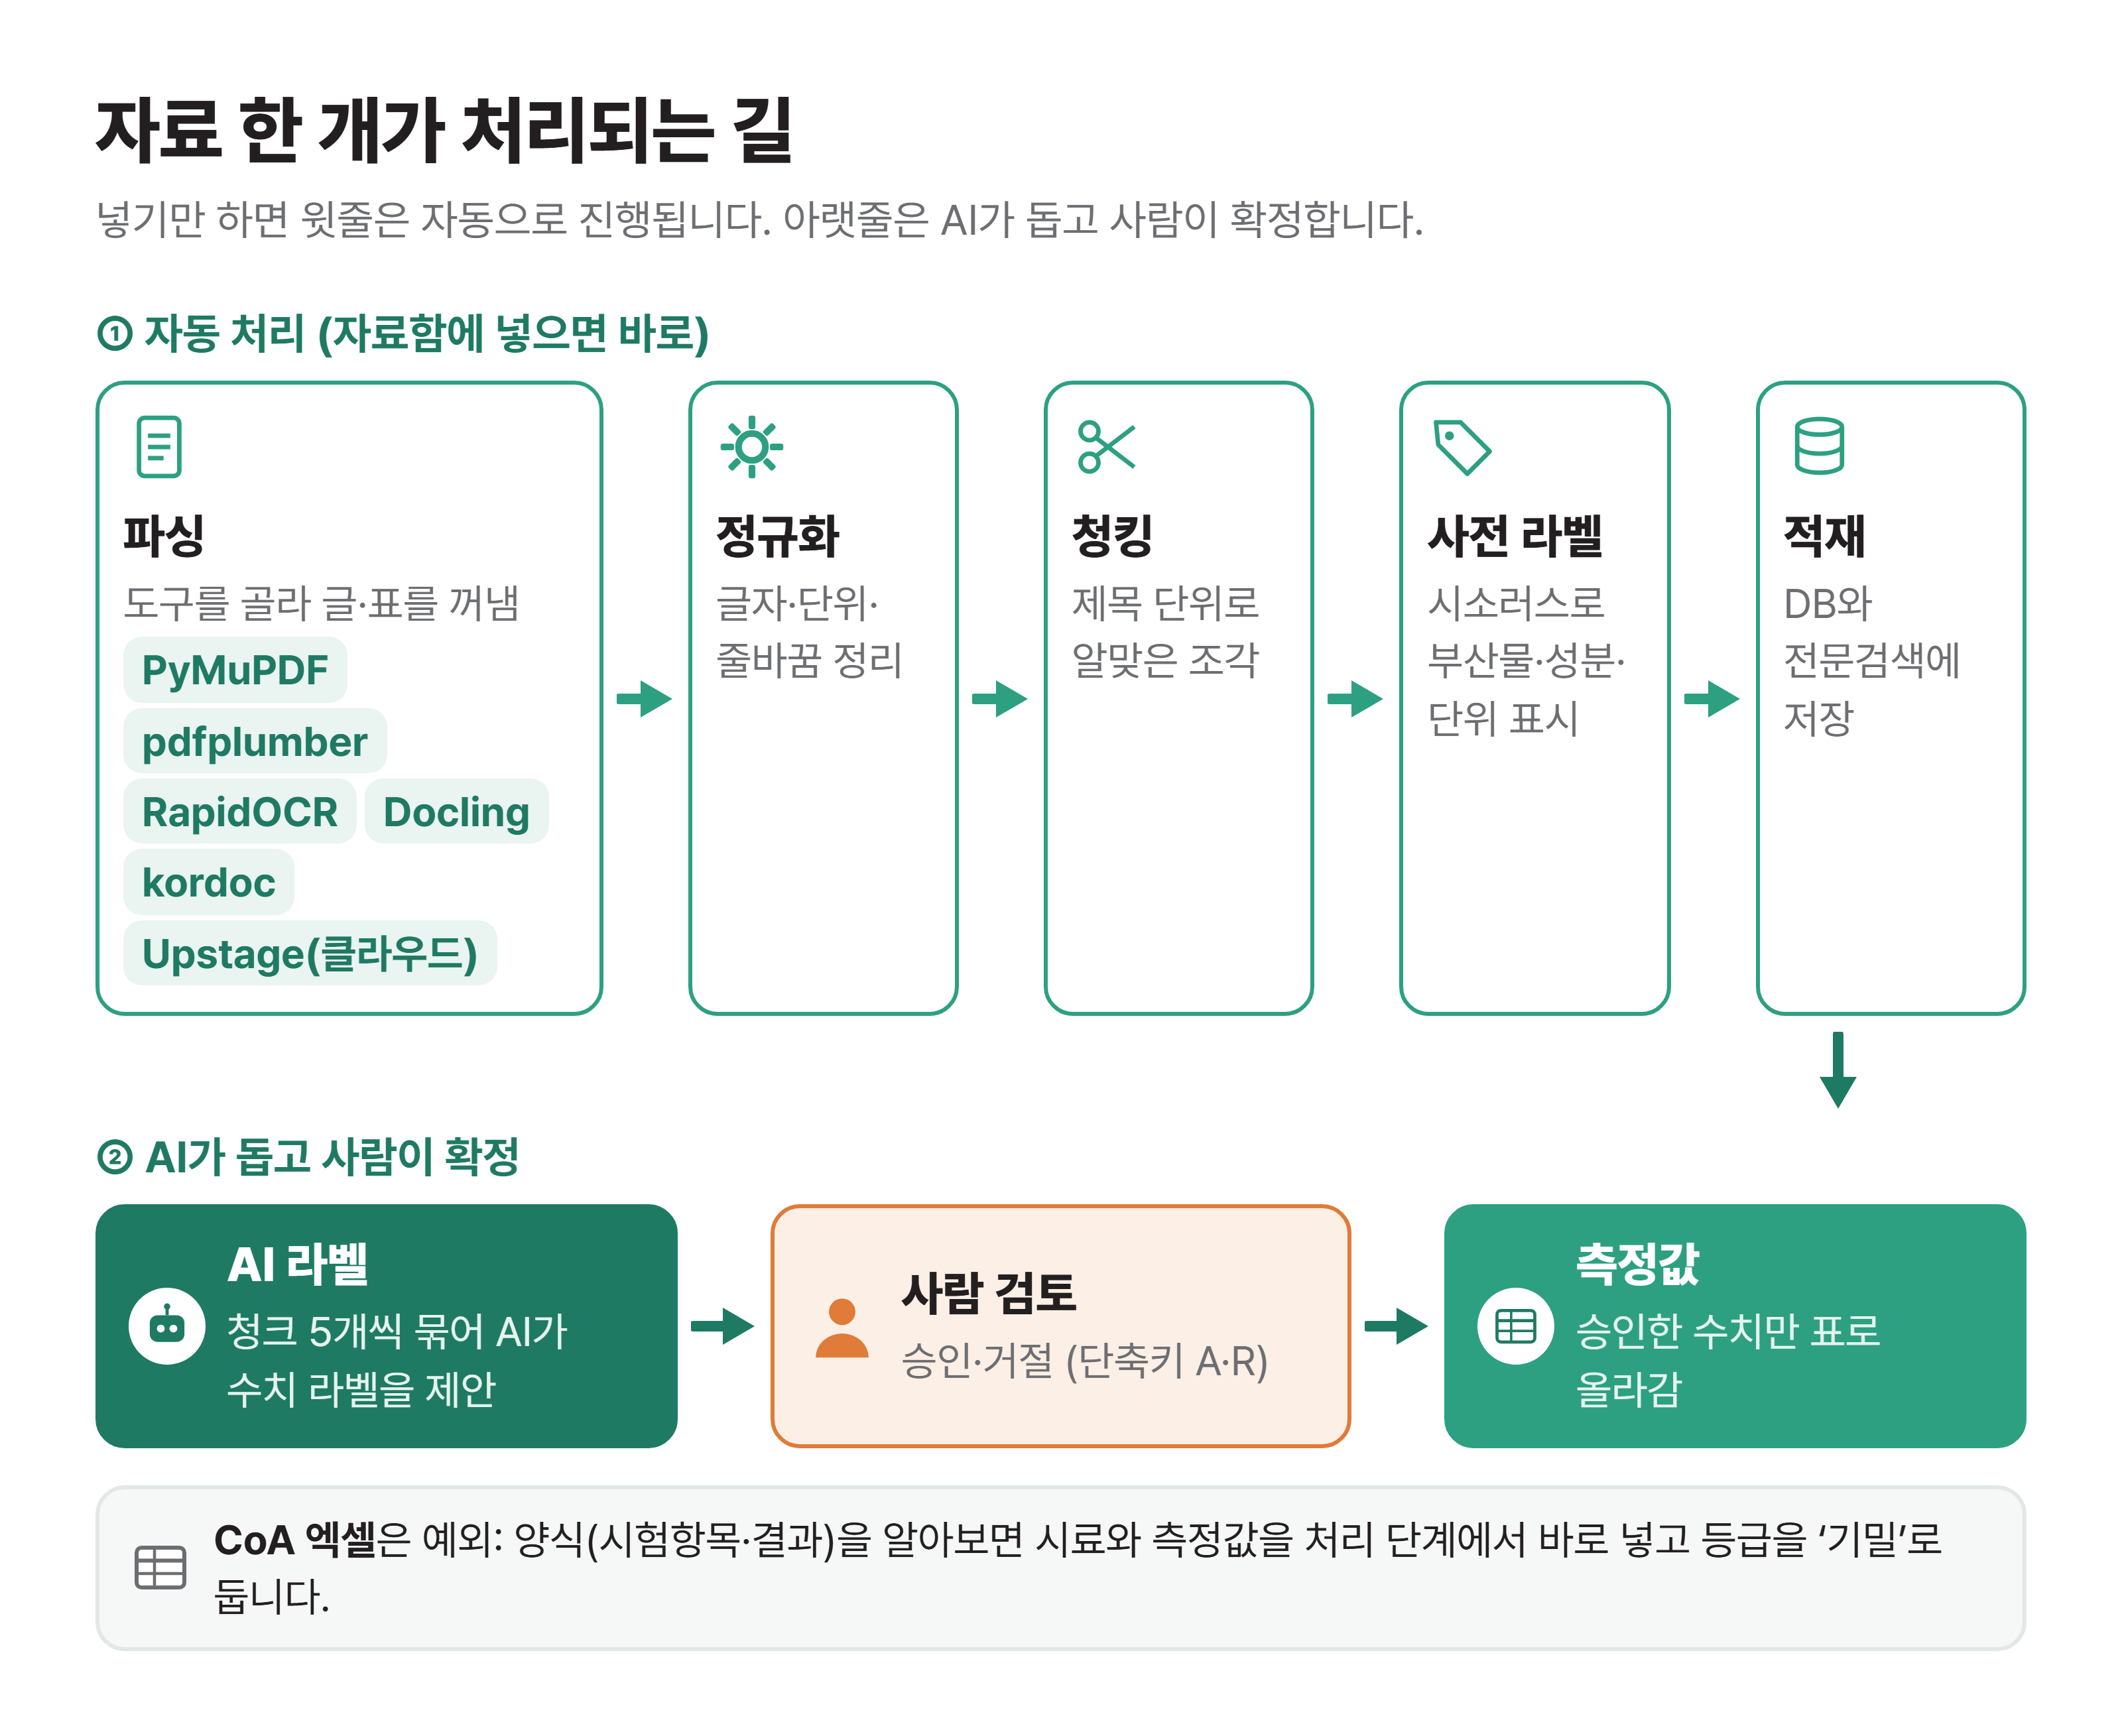 자료 한 개가 처리되는 길
넣기만 하면 윗줄은 자동으로 진행됩니다. 아랫줄은 AI가 돕고 사람이 확정합니다.
① 자동 처리 (자료함에 넣으면 바로)
파싱
도구를 골라 글·표를 꺼냄
PyMuPDF
pdfplumber
RapidOCR Docling
kordoc
Upstage(클라우드)
정규화
글자·단위·
줄바꿈 정리
청킹
제목 단위로
알맞은 조각
사전 라벨
시소러스로
부산물·성분·
단위 표시
적재
DB와
전문검색에
저장
② AI가 돕고 사람이 확정
AI 라벨
청크 5개씩 묶어 AI가
수치 라벨을 제안
사람 검토
승인·거절 (단축키 A·R)
측정값
승인한 수치만 표로
올라감
CoA 엑셀은 예외: 양식(시험항목·결과)을 알아보면 시료와 측정값을 처리 단계에서 바로 넣고 등급을 ‘기밀’로
둡니다.